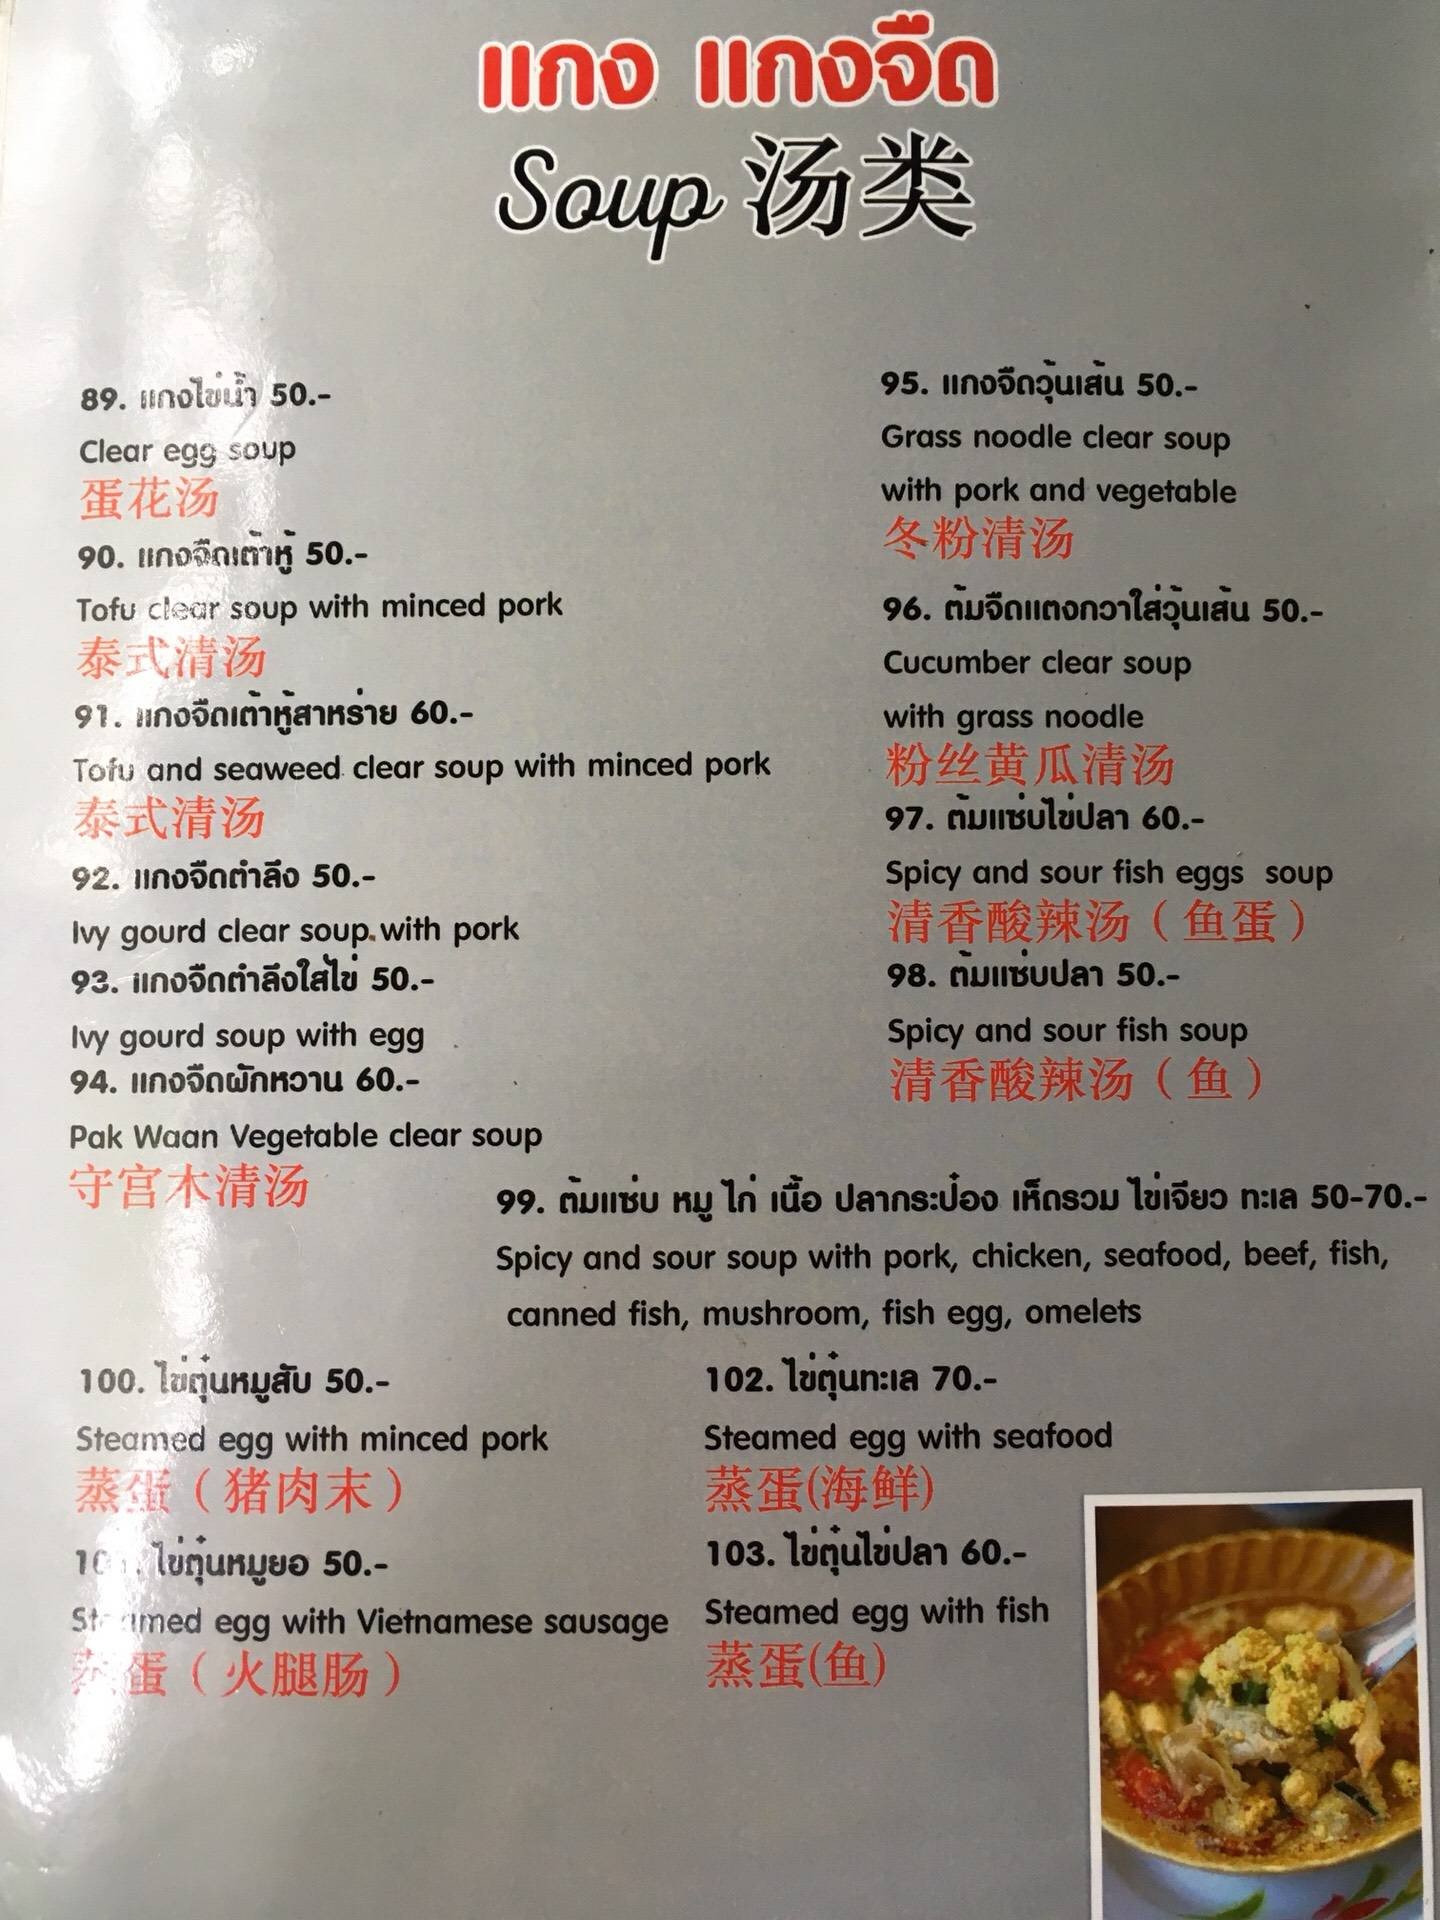 แกง แกงจืด
Soup 汤类
89. แกงไข่น้ำ 50.-
Clear egg soup
蛋花汤
90. แกงจืดเต้าหู้ 50.-
Tofu clear soup with minced pork
泰式清汤
91. แกงจืดเต้าหู้สาหร่าย 60.-
Tofu and seaweed clear soup with minced pork
泰式清汤
92. แกงจืดตำลึง 50.-
Ivy gourd clear soup with pork
93. แกงจืดตำลึงใส่ไข่ 50.-
Ivy gourd soup with egg
94. แกงจืดผักหวาน 60.-
Pak Waan Vegetable clear soup
守宫木清汤
95. แกงจืดวุ้นเส้น 50.-
Grass noodle clear soup
with pork and vegetable
冬粉清汤
96. ต้มจืดแตงกวาใส่วุ้นเส้น 50.-
Cucumber clear soup
with grass noodle
粉丝黄瓜清汤
97. ต้มแซ่บไข่ปลา 60.-
Spicy and sour fish eggs soup
清香酸辣汤（鱼蛋）
98. ต้มแซ่บปลา 50.-
Spicy and sour fish soup
清香酸辣汤（鱼）
99. ต้มแซ่บ หมู ไก่ เนื้อ ปลากระป๋อง เห็ดรวม ไข่เจียว ทะเล 50-70.-
Spicy and sour soup with pork, chicken, seafood, beef, fish,
canned fish, mushroom, fish egg, omelets
100. ไข่ตุ๋นหมูสับ 50.-
Steamed egg with minced pork
蒸蛋（猪肉末）
101. ไข่ตุ๋นหมูยอ 50.-
Steamed egg with Vietnamese sausage
蒸蛋（火腿肠）
102. ไข่ตุ๋นทะเล 70.-
Steamed egg with seafood
蒸蛋(海鲜)
103. ไข่ตุ๋นไข่ปลา 60.-
Steamed egg with fish
蒸蛋(鱼)